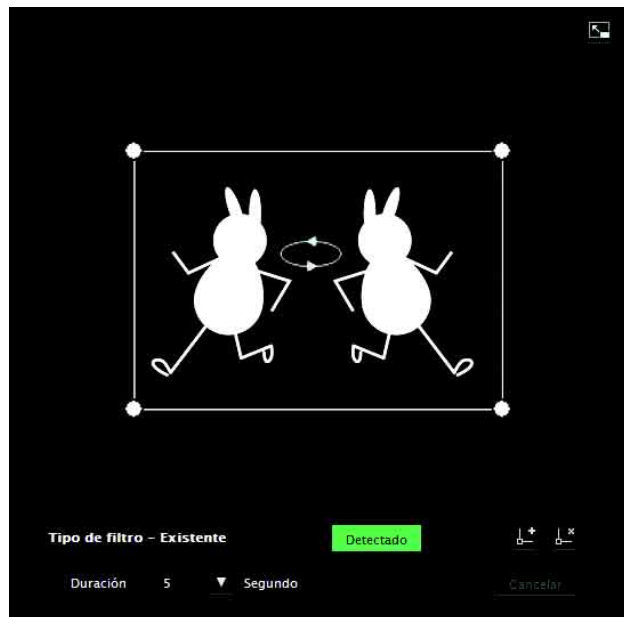 Tipo de filtro – Existente Detectado
Duración 5 Segundo Cancelar